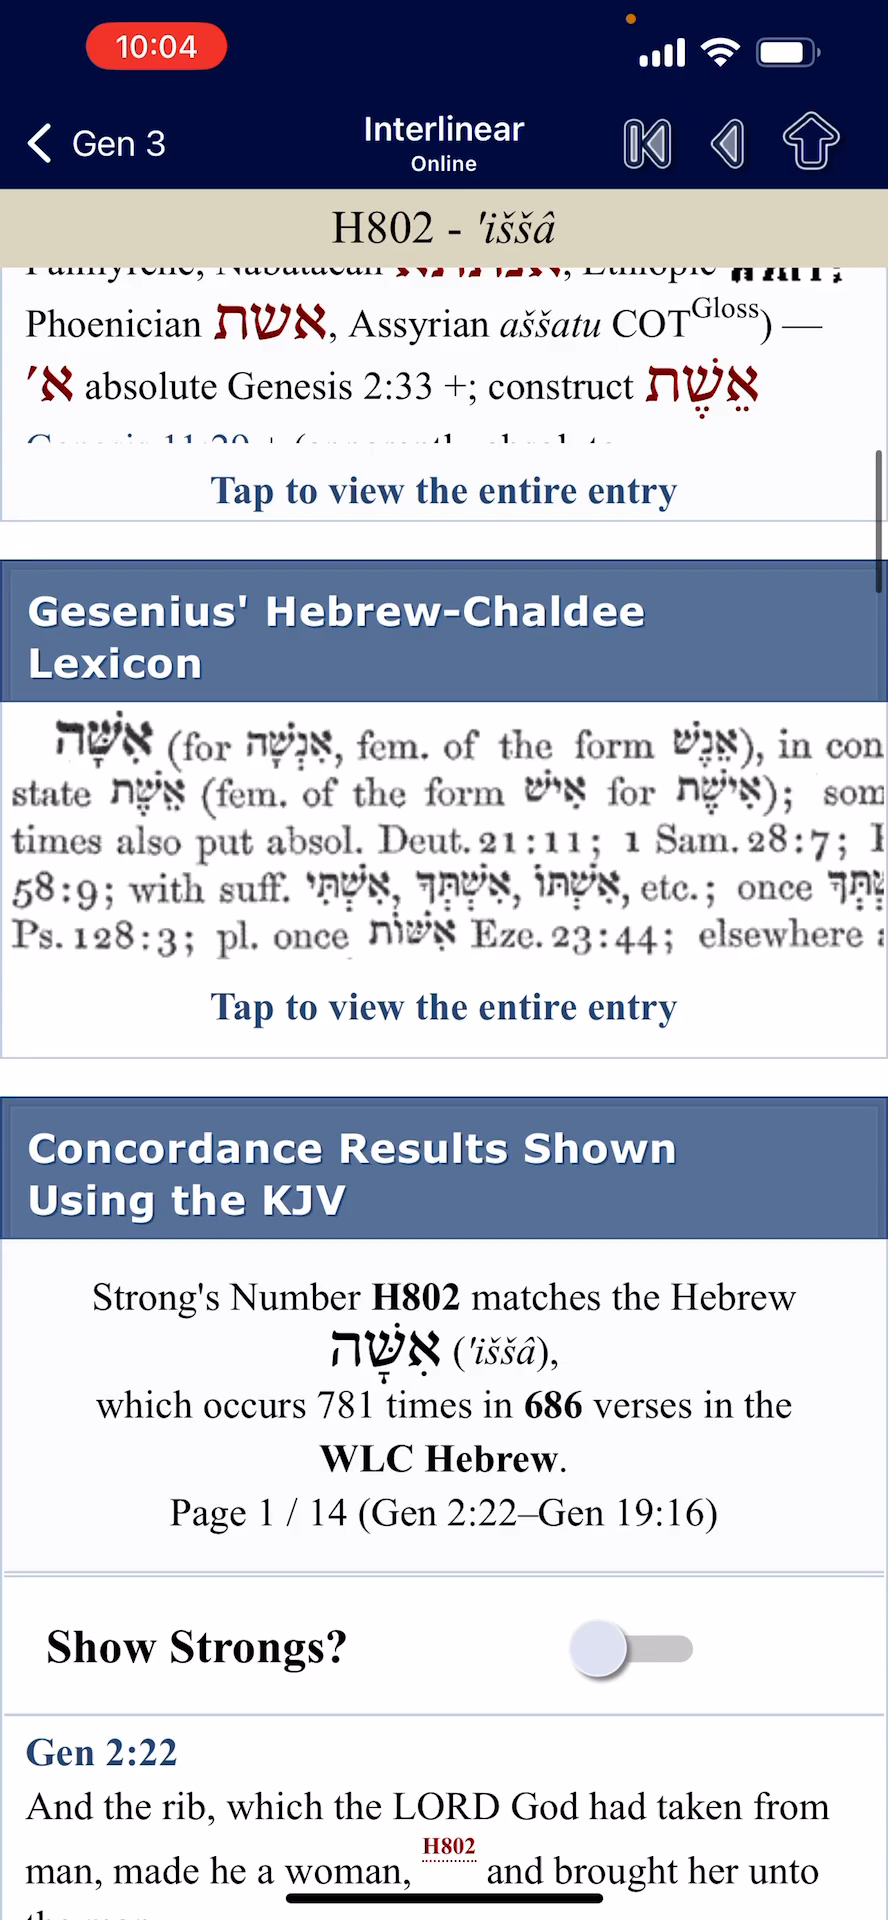 10:04
Gen 3
Interlinear
Online
H802 - 'iššâ
Phoenician אשת, Assyrian aššatu COTGloss) —
א׳ absolute Genesis 2:33 +; construct אֵשֶׁת
Tap to view the entire entry
Gesenius' Hebrew-Chaldee
Lexicon
אִשָּׁה (for אִנְשָׁה, fem. of the form אֱנָשׁ), in con
state אֵשֶׁת (fem. of the form אִישׁ for אִישֶׁת); som
times also put absol. Deut. 21:11; 1 Sam. 28:7;
58:9; with suff. אִשְׁתִּי, אִשְׁתְּךָ, אִשְׁתּוֹ, etc.; once
Ps. 128:3; pl. once אִשּׁוֹת Eze. 23:44; elsewhere
Tap to view the entire entry
Concordance Results Shown
Using the KJV
Strong's Number H802 matches the Hebrew
אִשָּׁה ('iššâ),
which occurs 781 times in 686 verses in the
WLC Hebrew.
Page 1 / 14 (Gen 2:22–Gen 19:16)
Show Strongs?
Gen 2:22
And the rib, which the LORD God had taken from
man, made he a woman, H802 and brought her unto